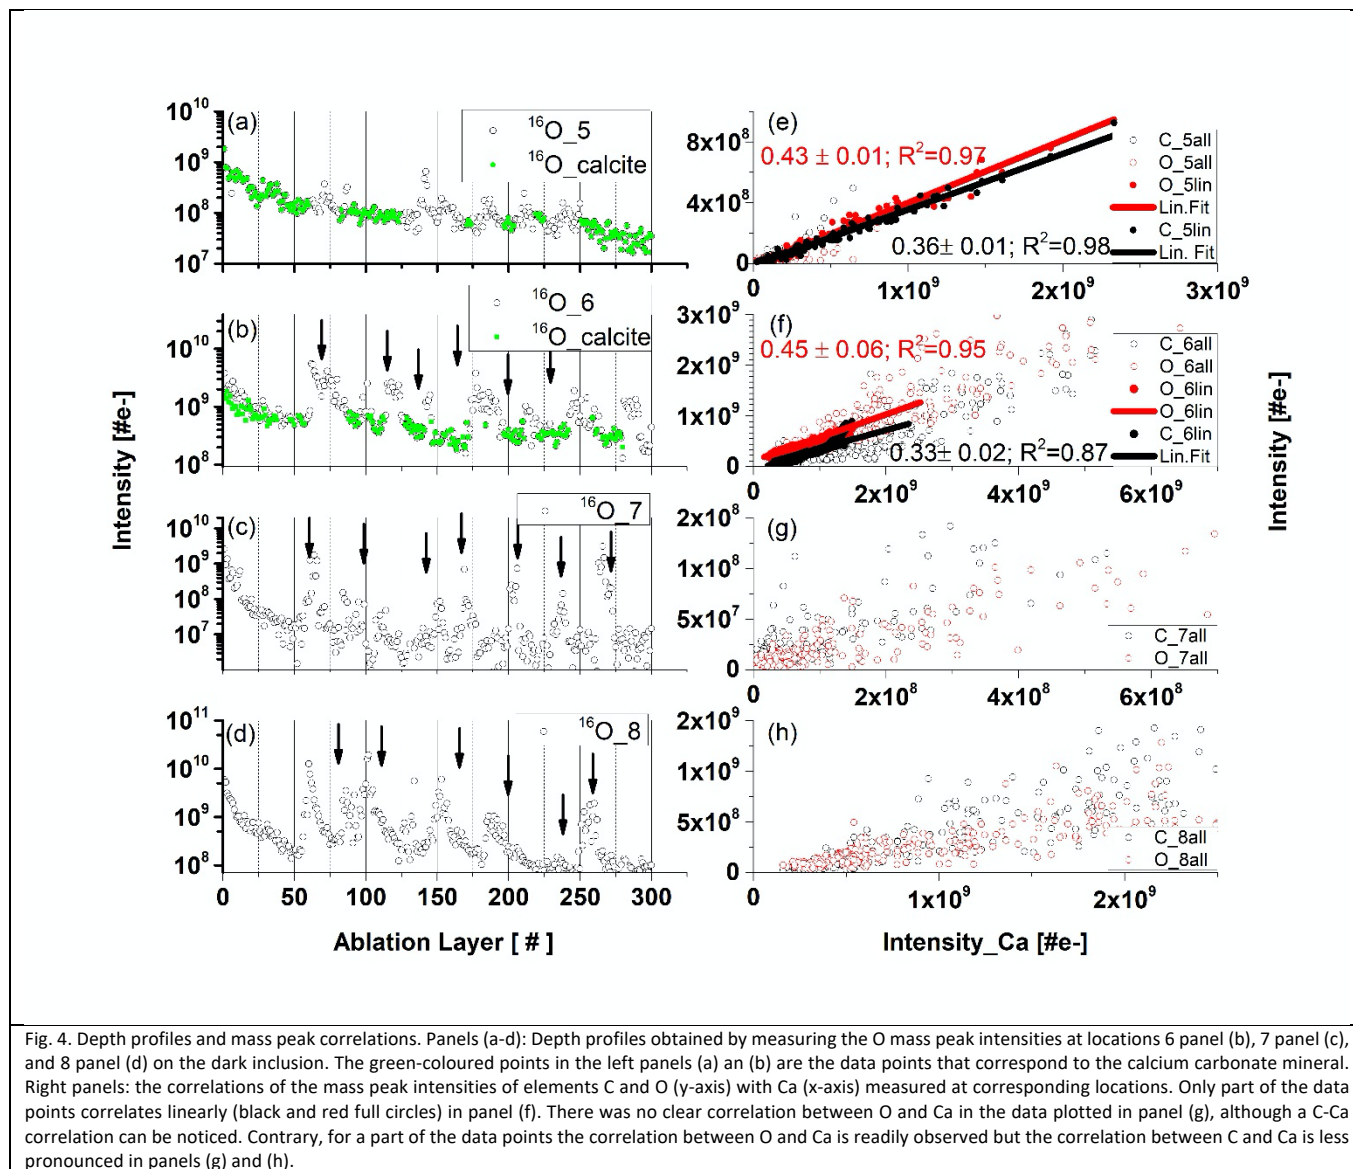 10¹⁰
10⁹
10⁸
10⁷
(a)
¹⁶O_5
¹⁶O_calcite
8x10⁸
4x10⁸
0
(e)
0.43 ± 0.01; R²=0.97
0.36± 0.01; R²=0.98
C_5all
O_5all
O_5lin
Lin.Fit
C_5lin
Lin. Fit
0
1x10⁹
2x10⁹
3x10⁹
10¹⁰
10⁹
10⁸
(b)
¹⁶O_6
¹⁶O_calcite
3x10⁹
2x10⁹
1x10⁹
0
(f)
0.45 ± 0.06; R²=0.95
0.33± 0.02; R²=0.87
C_6all
O_6all
O_6lin
O_6lin
C_6lin
Lin.Fit
0
2x10⁹
4x10⁹
6x10⁹
Intensity [#e-]
Intensity [#e-]
10¹⁰
10⁹
10⁸
10⁷
(c)
¹⁶O_7
2x10⁸
1x10⁸
5x10⁷
0
(g)
C_7all
O_7all
0
2x10⁸
4x10⁸
6x10⁸
10¹¹
10¹⁰
10⁹
10⁸
(d)
¹⁶O_8
2x10⁹
1x10⁹
5x10⁸
0
(h)
C_8all
O_8all
0
50
100
150
200
250
300
1x10⁹
2x10⁹
Ablation Layer [ # ]
Intensity_Ca [#e-]
Fig. 4. Depth profiles and mass peak correlations. Panels (a-d): Depth profiles obtained by measuring the O mass peak intensities at locations 6 panel (b), 7 panel (c),
and 8 panel (d) on the dark inclusion. The green-coloured points in the left panels (a) an (b) are the data points that correspond to the calcium carbonate mineral.
Right panels: the correlations of the mass peak intensities of elements C and O (y-axis) with Ca (x-axis) measured at corresponding locations. Only part of the data
points correlates linearly (black and red full circles) in panel (f). There was no clear correlation between O and Ca in the data plotted in panel (g), although a C-Ca
correlation can be noticed. Contrary, for a part of the data points the correlation between O and Ca is readily observed but the correlation between C and Ca is less
pronounced in panels (g) and (h).